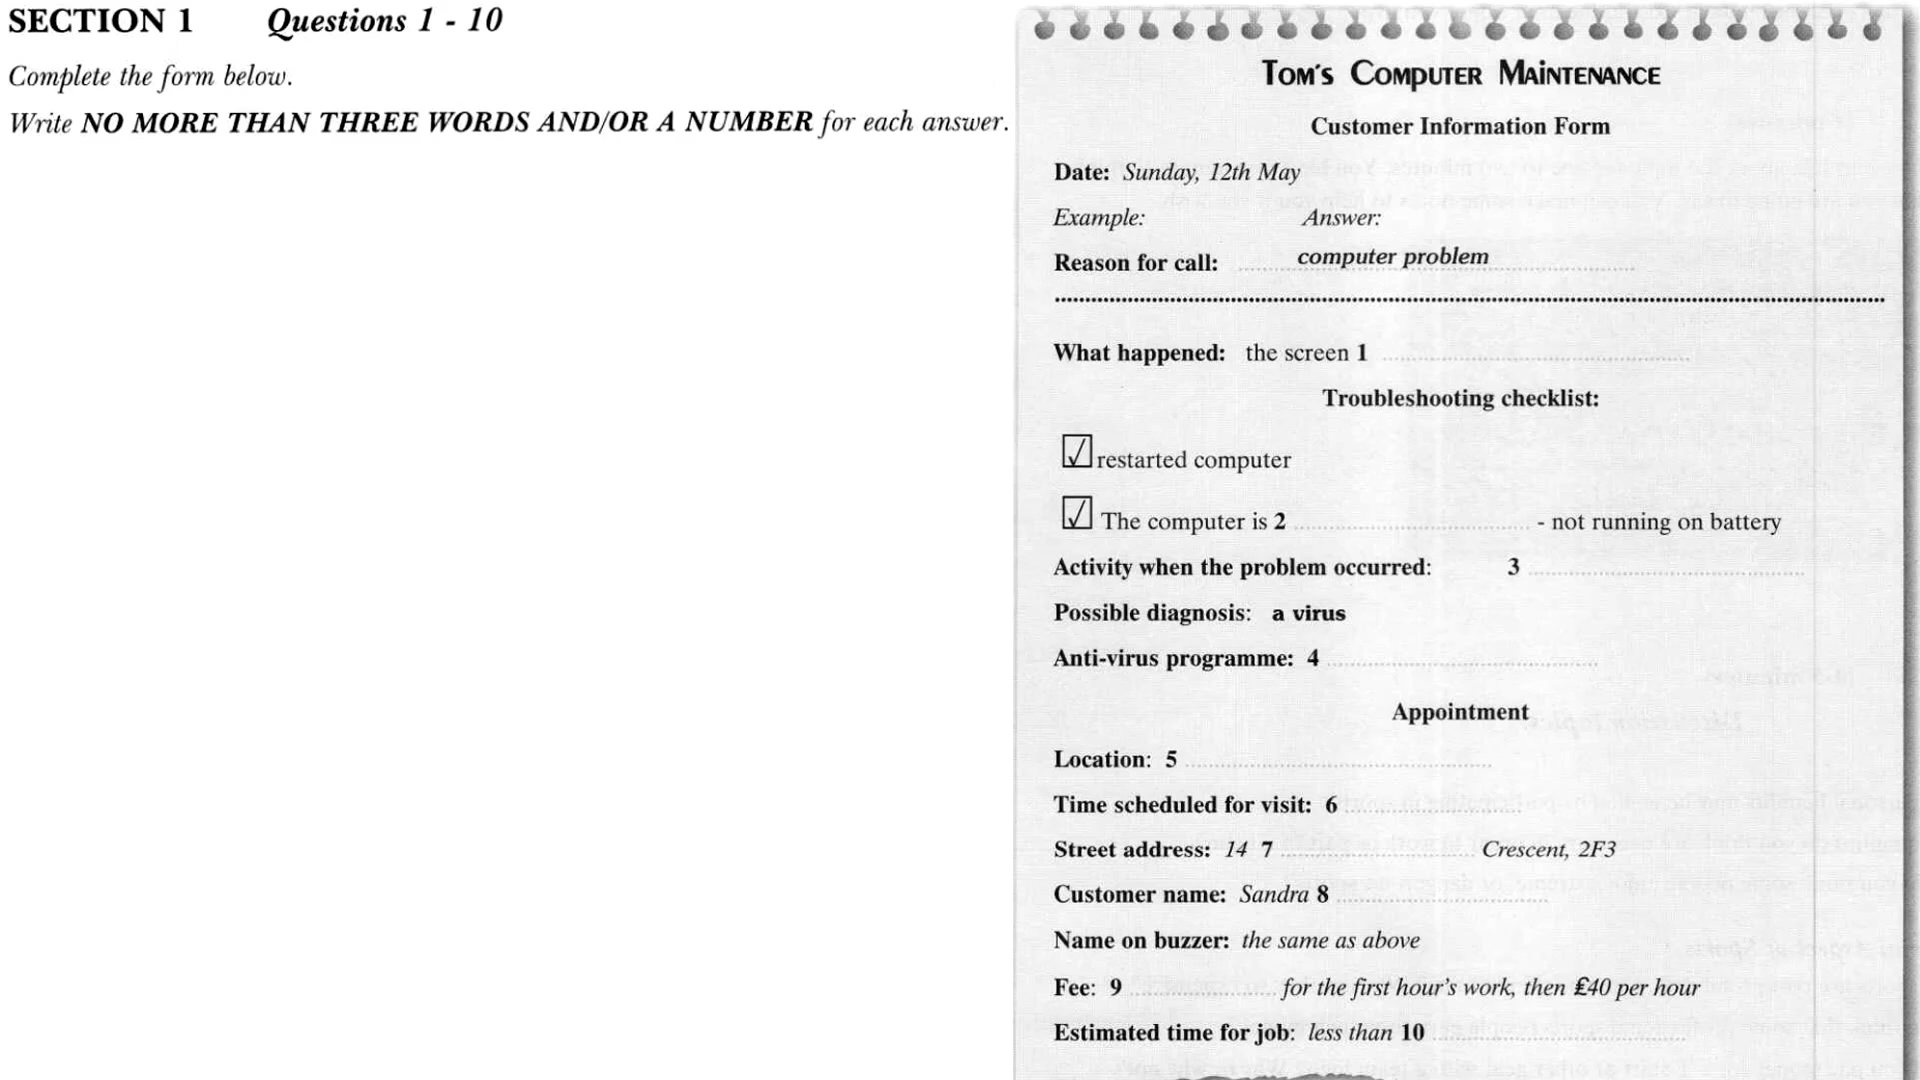 SECTION 1 Questions 1 - 10
Complete the form below.
Write NO MORE THAN THREE WORDS AND/OR A NUMBER for each answer.
TOM'S COMPUTER MAINTENANCE
Customer Information Form
Date: Sunday, 12th May
Example: Answer:
Reason for call: computer problem
What happened: the screen 1
Troubleshooting checklist:
☑ restarted computer
☑ The computer is 2 - not running on battery
Activity when the problem occurred: 3
Possible diagnosis: a virus
Anti-virus programme: 4
Appointment
Location: 5
Time scheduled for visit: 6
Street address: 14 7 Crescent, 2F3
Customer name: Sandra 8
Name on buzzer: the same as above
Fee: 9 for the first hour's work, then £40 per hour
Estimated time for job: less than 10